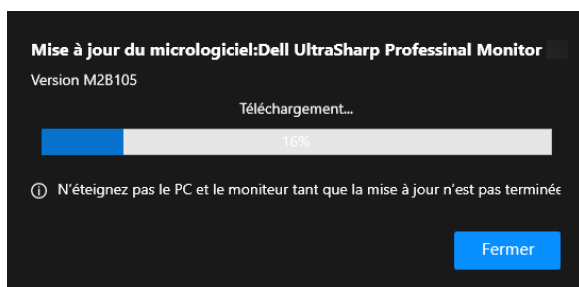 Mise à jour du micrologiciel:Dell UltraSharp Professinal Monitor
Version M2B105
Téléchargement...
16%
N'éteignez pas le PC et le moniteur tant que la mise à jour n'est pas terminée
Fermer